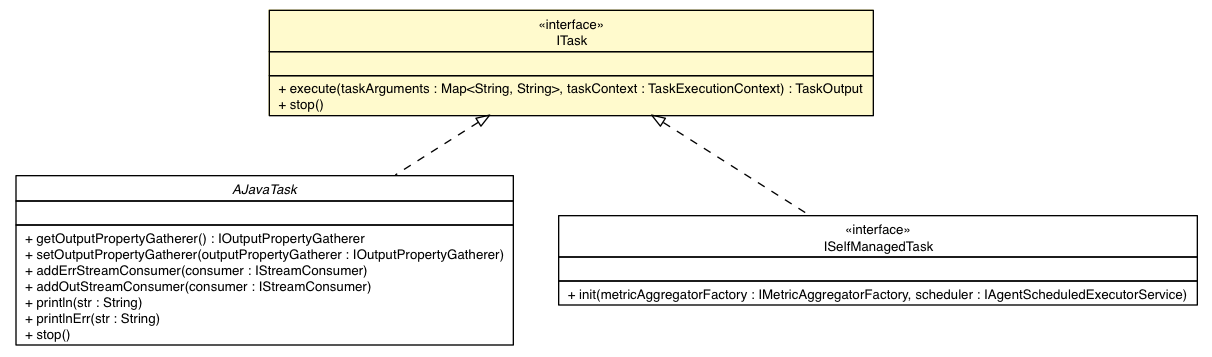 «interface»
ITask
+ execute(taskArguments : Map<String, String>, taskContext : TaskExecutionContext) : TaskOutput
+ stop()
AJavaTask
+ getOutputPropertyGatherer() : IOutputPropertyGatherer
+ setOutputPropertyGatherer(outputPropertyGatherer : IOutputPropertyGatherer)
+ addErrStreamConsumer(consumer : IStreamConsumer)
+ addOutStreamConsumer(consumer : IStreamConsumer)
+ println(str : String)
+ printlnErr(str : String)
+ stop()
«interface»
ISelfManagedTask
+ init(metricAggregatorFactory : IMetricAggregatorFactory, scheduler : IAgentScheduledExecutorService)